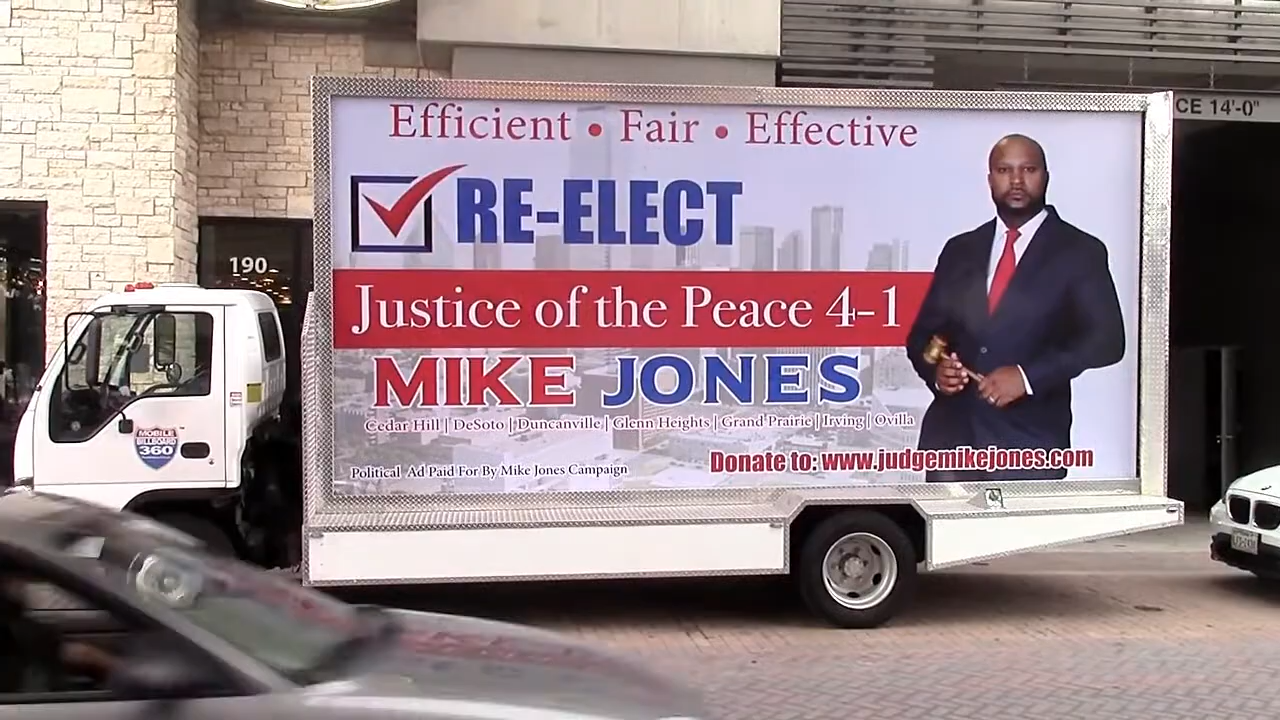 CE 14'-0"
Efficient • Fair • Effective
RE-ELECT
190
Justice of the Peace 4-1
MIKE JONES
Cedar Hill | DeSoto | Duncanville | Glenn Heights | Grand Prairie | Irving | Ovilla
MOBILE
BILLBOARD
360
Donate to: www.judgemikejones.com
Political Ad Paid For By Mike Jones Campaign